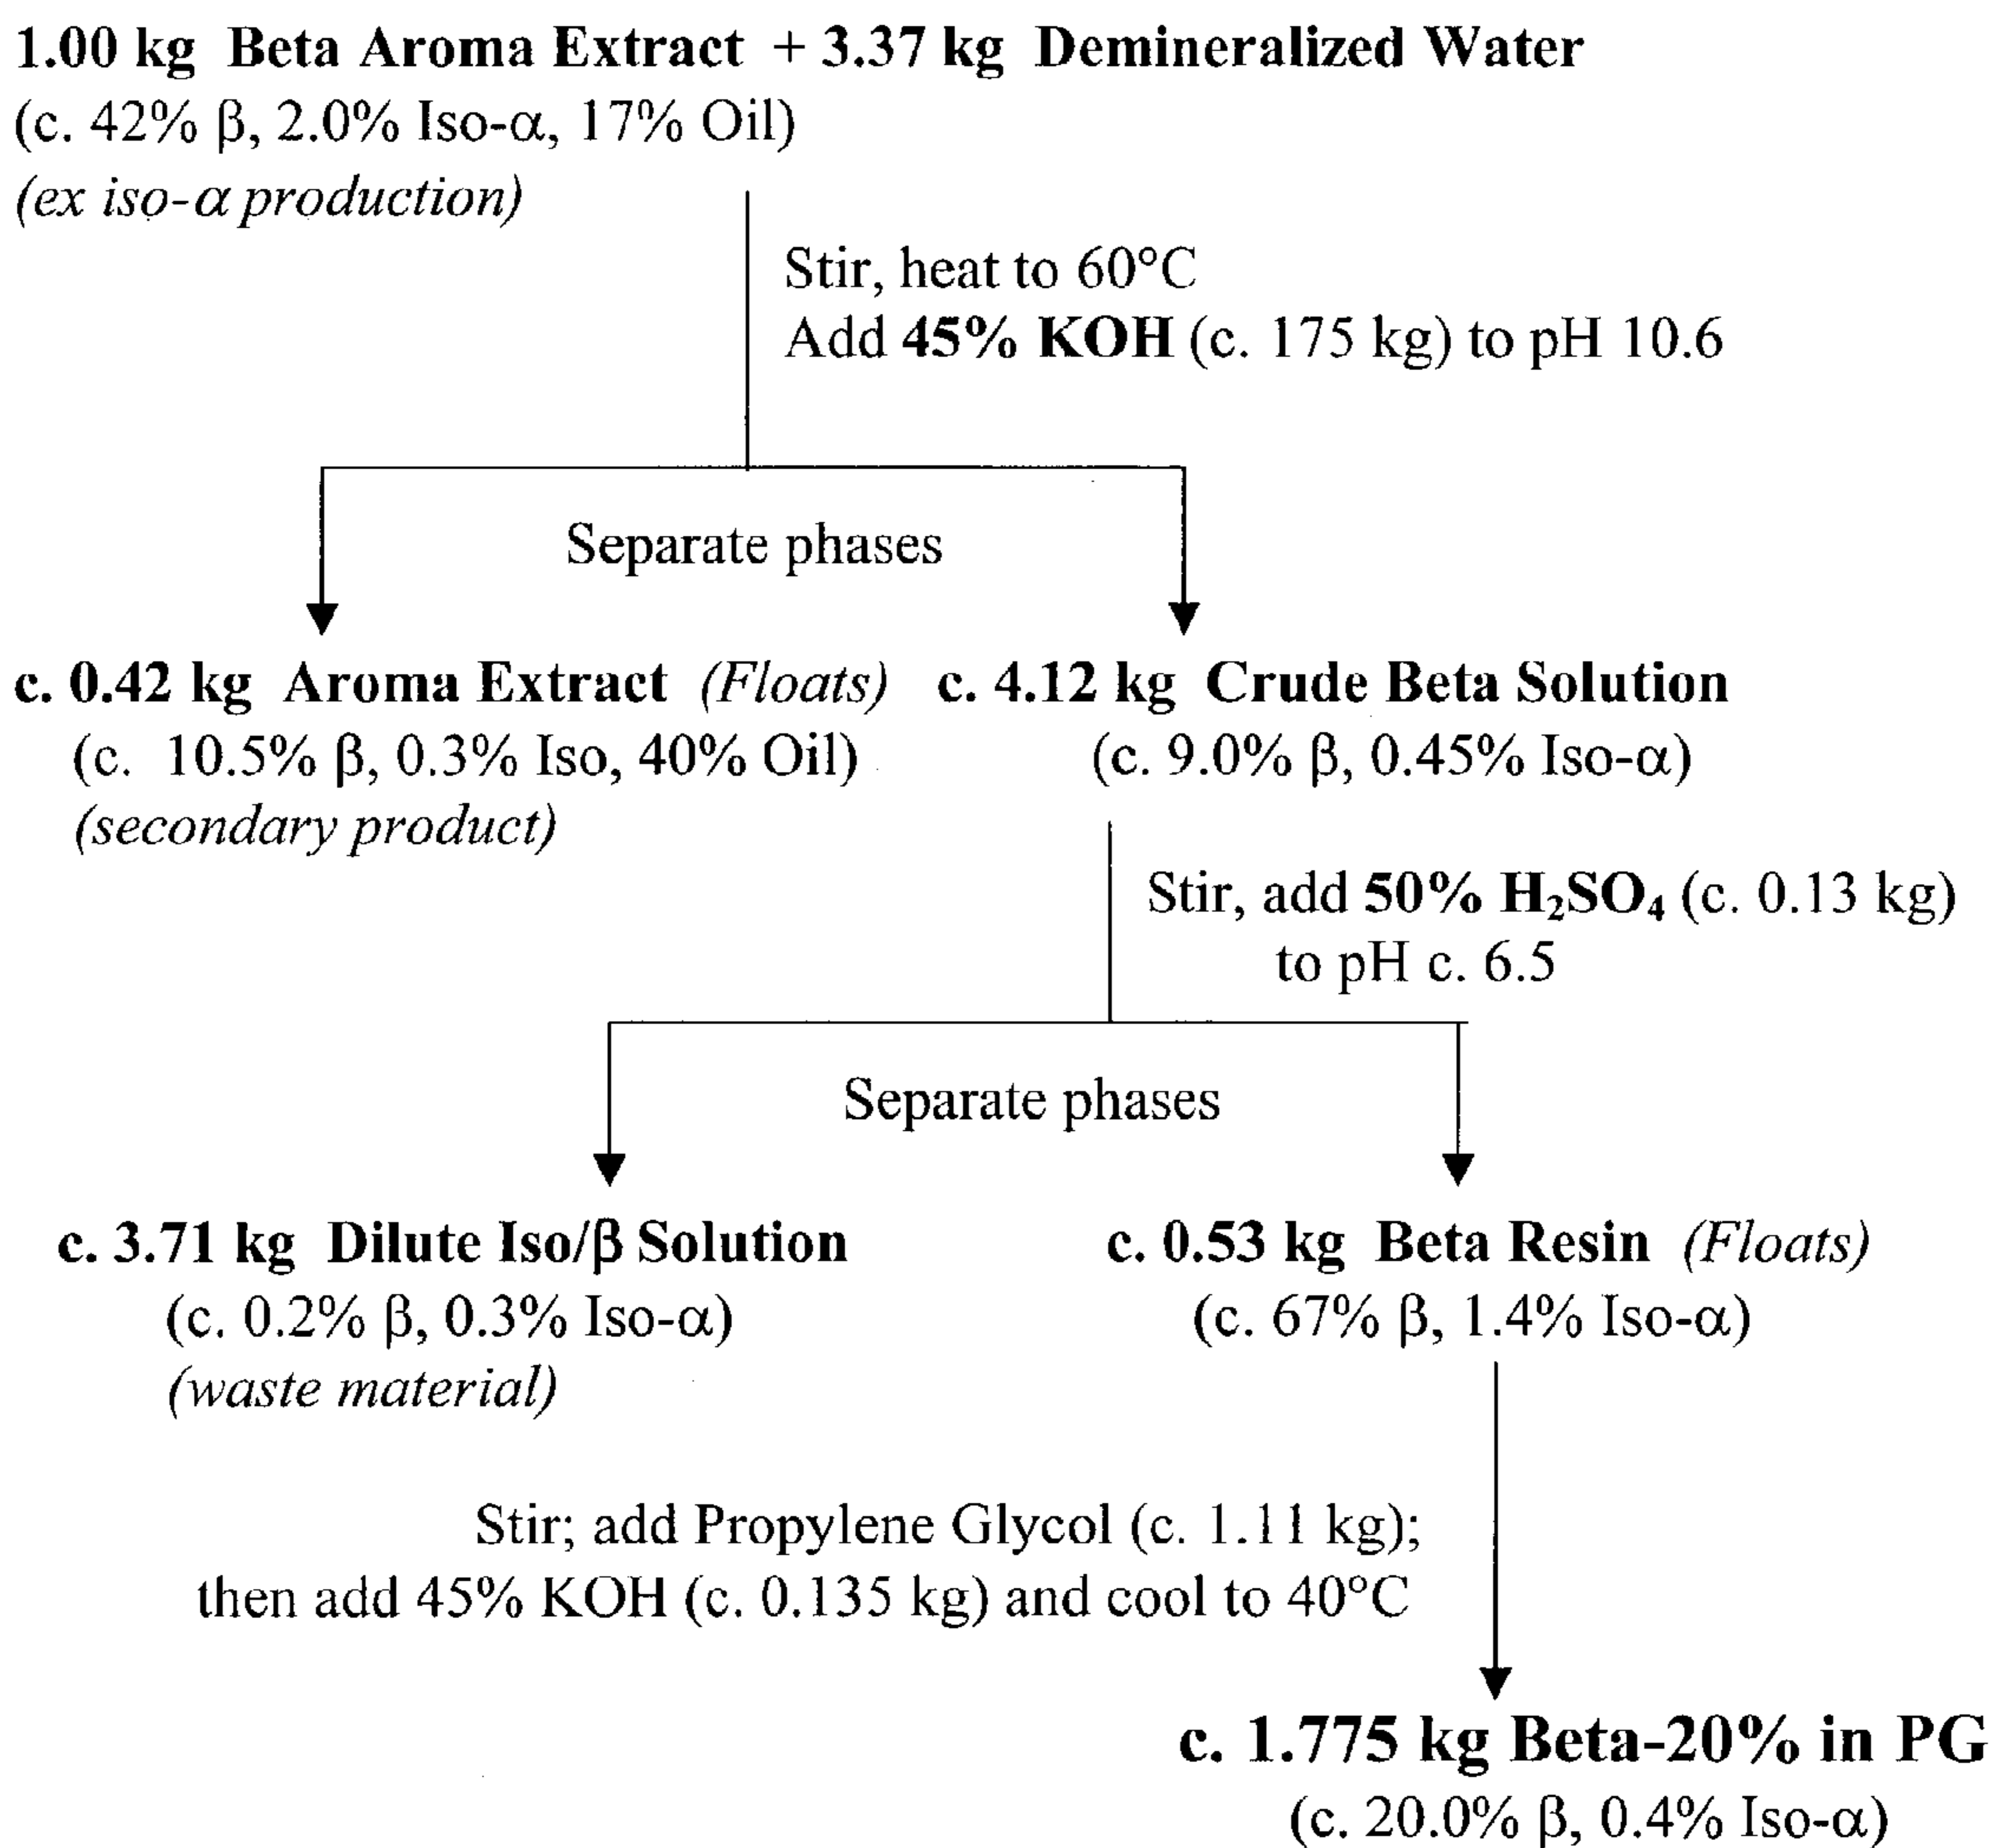 1.00 kg Beta Aroma Extract + 3.37 kg Demineralized Water
(c. 42% β, 2.0% Iso-α, 17% Oil)
(ex iso-α production)
Stir, heat to 60°C
Add 45% KOH (c. 175 kg) to pH 10.6
Separate phases
c. 0.42 kg Aroma Extract (Floats)
(c. 10.5% β, 0.3% Iso, 40% Oil)
(secondary product)
c. 4.12 kg Crude Beta Solution
(c. 9.0% β, 0.45% Iso-α)
Stir, add 50% H₂SO₄ (c. 0.13 kg)
to pH c. 6.5
Separate phases
c. 3.71 kg Dilute Iso/β Solution
(c. 0.2% β, 0.3% Iso-α)
(waste material)
c. 0.53 kg Beta Resin (Floats)
(c. 67% β, 1.4% Iso-α)
Stir; add Propylene Glycol (c. 1.11 kg);
then add 45% KOH (c. 0.135 kg) and cool to 40°C
c. 1.775 kg Beta-20% in PG
(c. 20.0% β, 0.4% Iso-α)